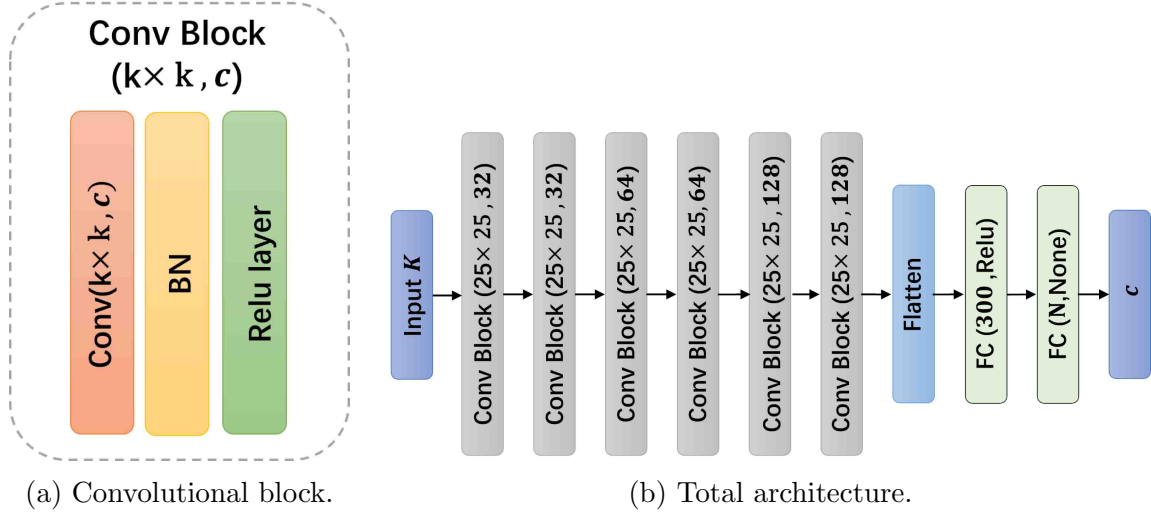 Conv Block
(k× k , c)
Conv(k× k, c)
BN
Relu layer
(a) Convolutional block.
Input K
Conv Block (25× 25 , 32)
Conv Block (25× 25 , 32)
Conv Block (25× 25, 64)
Conv Block (25× 25, 64)
Conv Block (25× 25 , 128)
Conv Block (25× 25 , 128)
Flatten
FC (300 ,Relu)
FC (N,None)
c
(b) Total architecture.